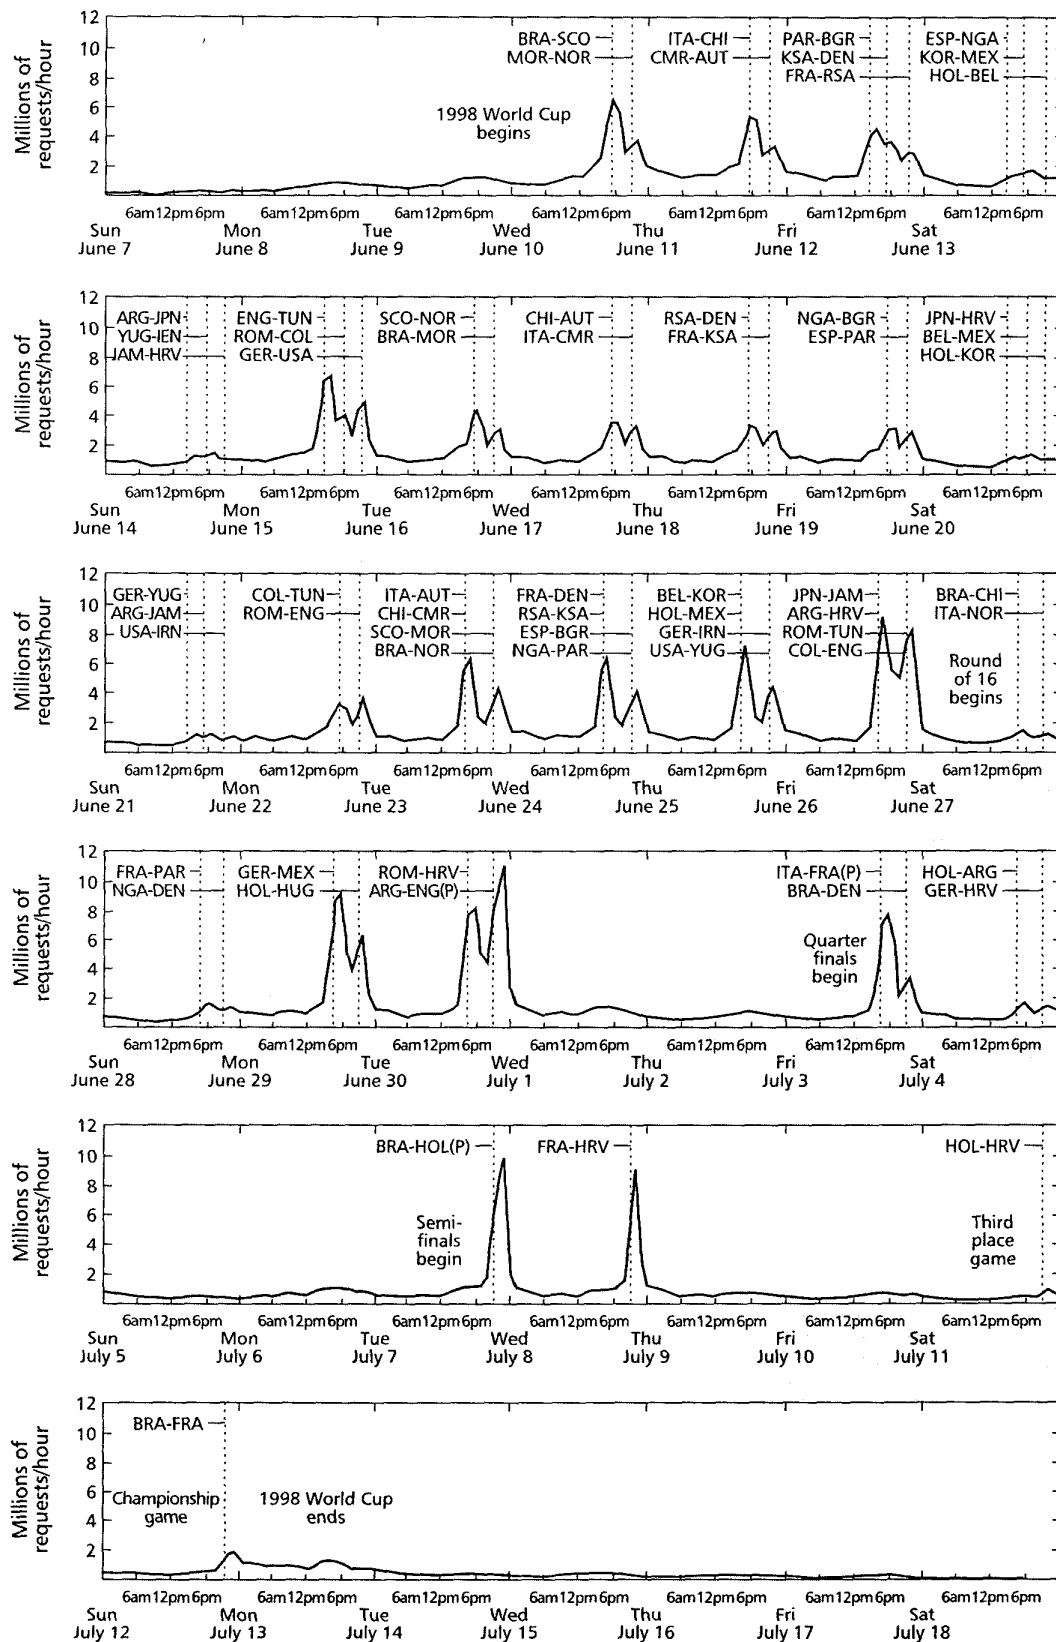 Millions of
requests/hour
12
10
8
6
4
2
BRA-SCO
MOR-NOR
ITA-CHI
CMR-AUT
PAR-BGR
KSA-DEN
FRA-RSA
ESP-NGA
KOR-MEX
HOL-BEL
1998 World Cup
begins
6am12pm6pm 6am12pm6pm 6am12pm6pm 6am12pm6pm 6am12pm6pm 6am12pm6pm 6am12pm6pm
Sun Mon Tue Wed Thu Fri Sat
June 7 June 8 June 9 June 10 June 11 June 12 June 13
Millions of
requests/hour
12
10
8
6
4
2
ARG-JPN
YUG-IEN
JAM-HRV
ENG-TUN
ROM-COL
GER-USA
SCO-NOR
BRA-MOR
CHI-AUT
ITA-CMR
RSA-DEN
FRA-KSA
NGA-BGR
ESP-PAR
JPN-HRV
BEL-MEX
HOL-KOR
6am12pm6pm 6am12pm6pm 6am12pm6pm 6am12pm6pm 6am12pm6pm 6am12pm6pm 6am12pm6pm
Sun Mon Tue Wed Thu Fri Sat
June 14 June 15 June 16 June 17 June 18 June 19 June 20
Millions of
requests/hour
12
10
8
6
4
2
GER-YUG
ARG-JAM
USA-IRN
COL-TUN
ROM-ENG
ITA-AUT
CHI-CMR
SCO-MOR
BRA-NOR
FRA-DEN
RSA-KSA
ESP-BGR
NGA-PAR
BEL-KOR
HOL-MEX
GER-IRN
USA-YUG
JPN-JAM
ARG-HRV
ROM-TUN
COL-ENG
BRA-CHI
ITA-NOR
Round
of 16
begins
6am12pm6pm 6am12pm6pm 6am12pm6pm 6am12pm6pm 6am12pm6pm 6am12pm6pm 6am12pm6pm
Sun Mon Tue Wed Thu Fri Sat
June 21 June 22 June 23 June 24 June 25 June 26 June 27
Millions of
requests/hour
12
10
8
6
4
2
FRA-PAR
NGA-DEN
GER-MEX
HOL-HUG
ROM-HRV
ARG-ENG(P)
ITA-FRA(P)
BRA-DEN
HOL-ARG
GER-HRV
Quarter
finals
begin
6am12pm6pm 6am12pm6pm 6am12pm6pm 6am12pm6pm 6am12pm6pm 6am12pm6pm 6am12pm6pm
Sun Mon Tue Wed Thu Fri Sat
June 28 June 29 June 30 July 1 July 2 July 3 July 4
Millions of
requests/hour
12
10
8
6
4
2
BRA-HOL(P)
FRA-HRV
HOL-HRV
Semi-
finals
begin
Third
place
game
6am12pm6pm 6am12pm6pm 6am12pm6pm 6am12pm6pm 6am12pm6pm 6am12pm6pm 6am12pm6pm
Sun Mon Tue Wed Thu Fri Sat
July 5 July 6 July 7 July 8 July 9 July 10 July 11
Millions of
requests/hour
12
10
8
6
4
2
BRA-FRA
Championship
game
1998 World Cup
ends
6am12pm6pm 6am12pm6pm 6am12pm6pm 6am12pm6pm 6am12pm6pm 6am12pm6pm 6am12pm6pm
Sun Mon Tue Wed Thu Fri Sat
July 12 July 13 July 14 July 15 July 16 July 17 July 18